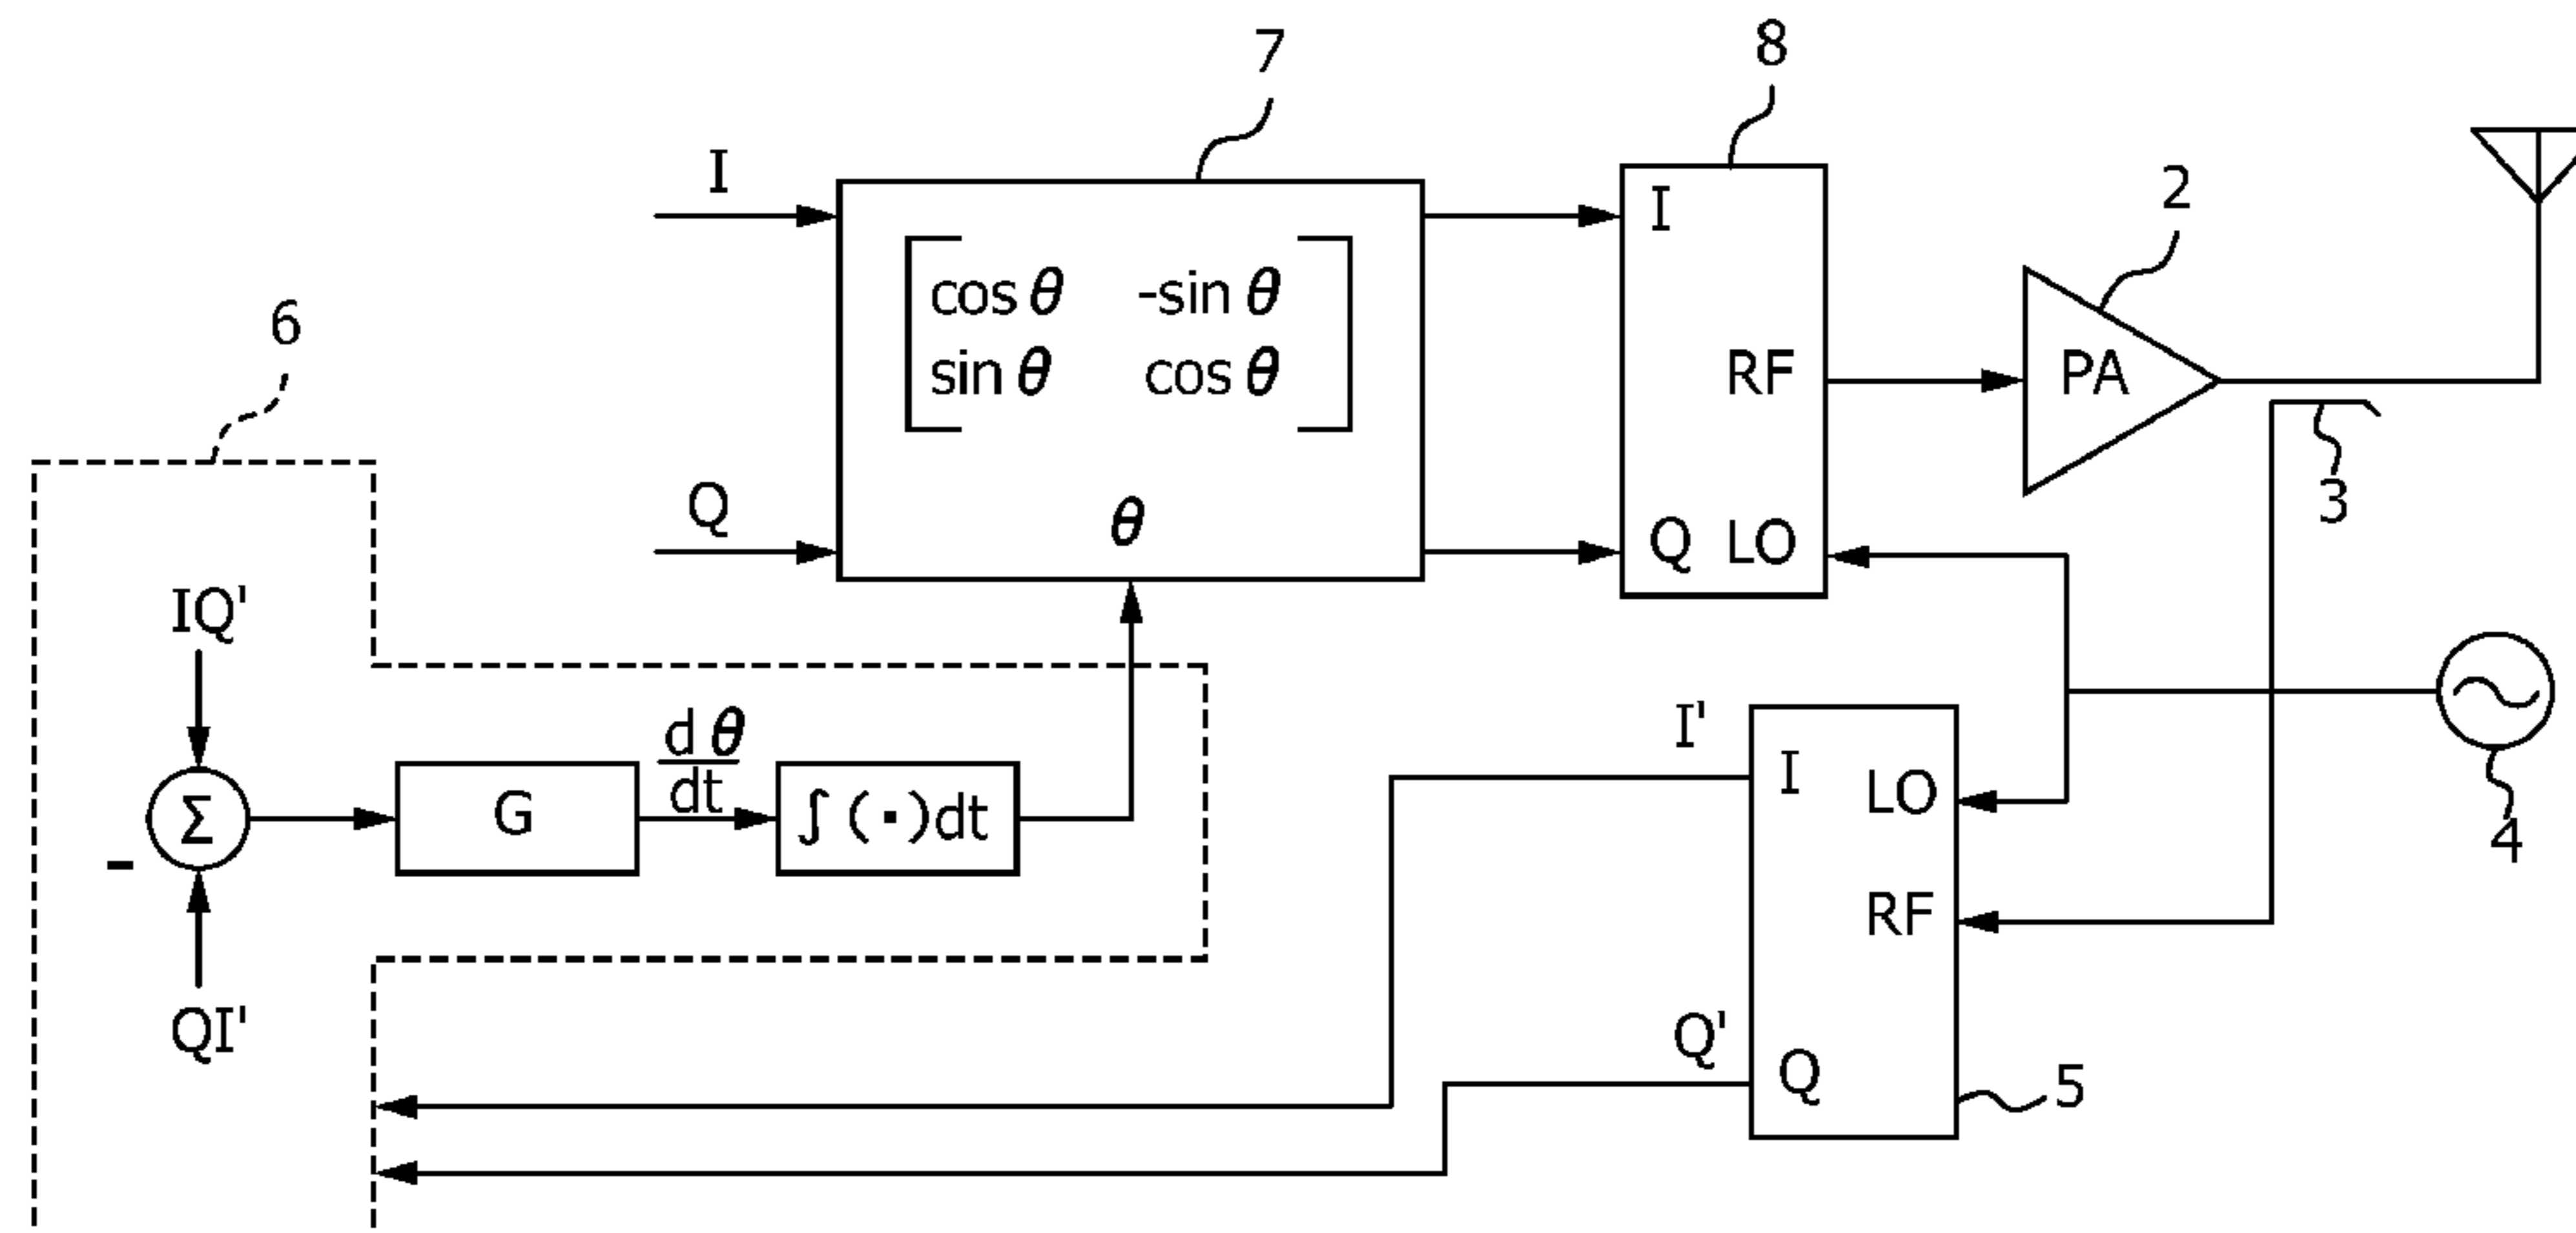 7
8
I
I
2
cos θ -sin θ
sin θ cos θ
6
RF
PA
Q
θ
Q LO
3
IQ'
dθ
dt
I'
I
LO
Σ
G
∫(·)dt
-
4
RF
QI'
Q'
Q
5